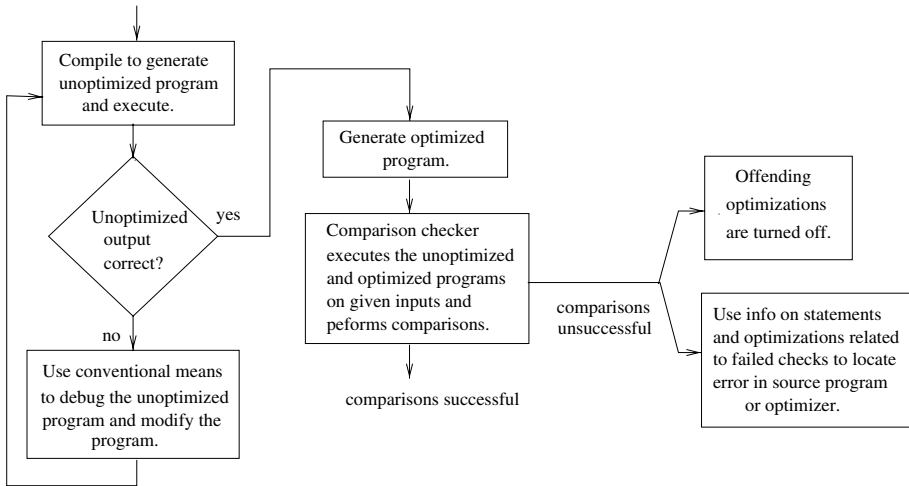 Compile to generate
unoptimized program
and execute.
Unoptimized
output
correct?
yes
no
Use conventional means
to debug the unoptimized
program and modify the
program.
Generate optimized
program.
Comparison checker
executes the unoptimized
and optimized programs
on given inputs and
peforms comparisons.
comparisons successful
comparisons
unsuccessful
Offending
optimizations
are turned off.
Use info on statements
and optimizations related
to failed checks to locate
error in source program
or optimizer.